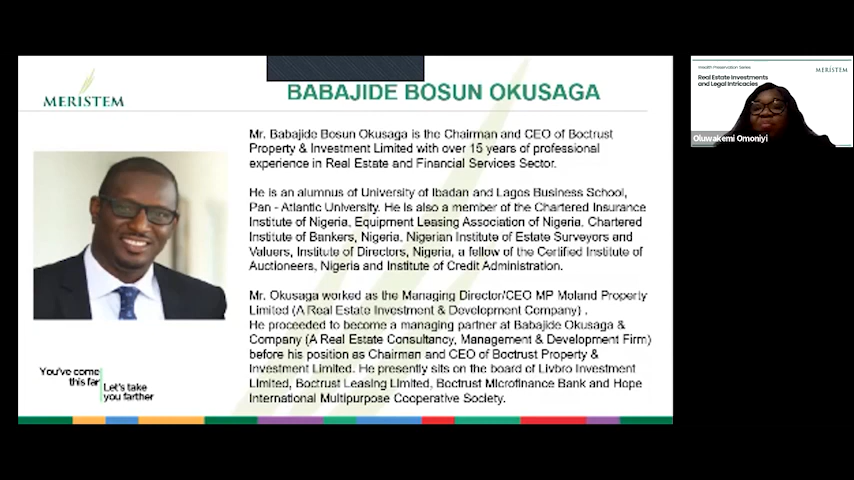 MERISTEM
BABAJIDE BOSUN OKUSAGA
Mr. Babajide Bosun Okusaga is the Chairman and CEO of Boctrust
Property & Investment Limited with over 15 years of professional
experience in Real Estate and Financial Services Sector.
He is an alumnus of University of Ibadan and Lagos Business School,
Pan - Atlantic University. He is also a member of the Chartered Insurance
Institute of Nigeria, Equipment Leasing Association of Nigeria, Chartered
Institute of Bankers, Nigeria, Nigerian Institute of Estate Surveyors and
Valuers, Institute of Directors, Nigeria, a fellow of the Certified Institute of
Auctioneers, Nigeria and Institute of Credit Administration.
Mr. Okusaga worked as the Managing Director/CEO MP Moland Property
Limited (A Real Estate Investment & Development Company) .
He proceeded to become a managing partner at Babajide Okusaga &
Company (A Real Estate Consultancy, Management & Development Firm)
before his position as Chairman and CEO of Boctrust Property &
Investment Limited. He presently sits on the board of Livbro Investment
Limited, Boctrust Leasing Limited, Boctrust Microfinance Bank and Hope
International Multipurpose Cooperative Society.
You've come
this far
Let's take
you farther
Health Presentation Series
MERISTEM
Real Estate Investments
and Legal Intricacies
Oluwakemi Omoniyi